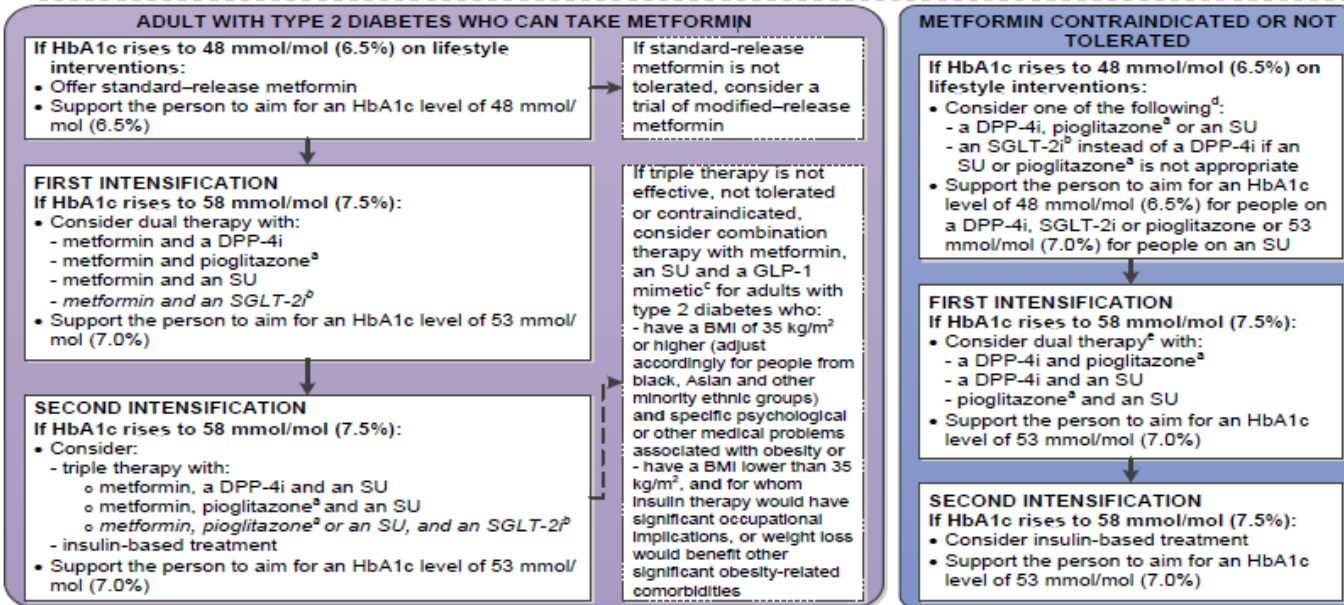 ADULT WITH TYPE 2 DIABETES WHO CAN TAKE METFORMIN
If HbA1c rises to 48 mmol/mol (6.5%) on lifestyle
interventions:
• Offer standard–release metformin
• Support the person to aim for an HbA1c level of 48 mmol/
mol (6.5%)
If standard-release
metformin is not
tolerated, consider a
trial of modified–release
metformin
FIRST INTENSIFICATION
If HbA1c rises to 58 mmol/mol (7.5%):
• Consider dual therapy with:
- metformin and a DPP-4i
- metformin and pioglitazoneᵃ
- metformin and an SU
- metformin and an SGLT-2iᵇ
• Support the person to aim for an HbA1c level of 53 mmol/
mol (7.0%)
SECOND INTENSIFICATION
If HbA1c rises to 58 mmol/mol (7.5%):
• Consider:
- triple therapy with:
o metformin, a DPP-4i and an SU
o metformin, pioglitazoneᵃ and an SU
o metformin, pioglitazoneᵃ or an SU, and an SGLT-2iᵇ
- insulin-based treatment
• Support the person to aim for an HbA1c level of 53 mmol/
mol (7.0%)
If triple therapy is not
effective, not tolerated
or contraindicated,
consider combination
therapy with metformin,
an SU and a GLP-1
mimeticᶜ for adults with
type 2 diabetes who:
- have a BMI of 35 kg/m²
or higher (adjust
accordingly for people from
black, Asian and other
minority ethnic groups)
and specific psychological
or other medical problems
associated with obesity or
- have a BMI lower than 35
kg/m², and for whom
insulin therapy would have
significant occupational
implications, or weight loss
would benefit other
significant obesity-related
comorbidities
METFORMIN CONTRAINDICATED OR NOT
TOLERATED
If HbA1c rises to 48 mmol/mol (6.5%) on
lifestyle interventions:
• Consider one of the followingᵈ:
- a DPP-4i, pioglitazoneᵃ or an SU
- an SGLT-2iᵇ instead of a DPP-4i if an
SU or pioglitazoneᵃ is not appropriate
• Support the person to aim for an HbA1c
level of 48 mmol/mol (6.5%) for people on
a DPP-4i, SGLT-2i or pioglitazone or 53
mmol/mol (7.0%) for people on an SU
FIRST INTENSIFICATION
If HbA1c rises to 58 mmol/mol (7.5%):
• Consider dual therapyᵉ with:
- a DPP-4i and pioglitazoneᵃ
- a DPP-4i and an SU
- pioglitazoneᵃ and an SU
• Support the person to aim for an HbA1c
level of 53 mmol/mol (7.0%)
SECOND INTENSIFICATION
If HbA1c rises to 58 mmol/mol (7.5%):
• Consider insulin-based treatment
• Support the person to aim for an HbA1c
level of 53 mmol/mol (7.0%)